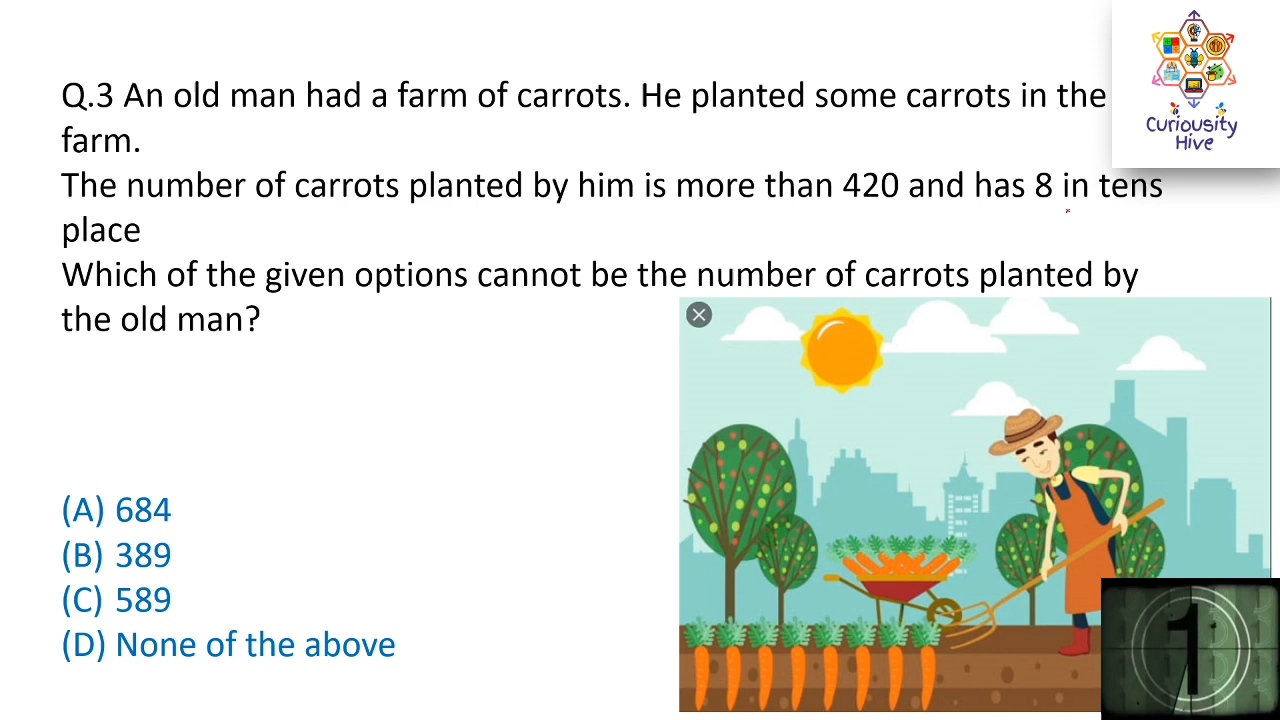 Q.3 An old man had a farm of carrots. He planted some carrots in the
farm.
The number of carrots planted by him is more than 420 and has 8 in tens
place
Which of the given options cannot be the number of carrots planted by
the old man?
(A) 684
(B) 389
(C) 589
(D) None of the above
Curiousity
Hive
1